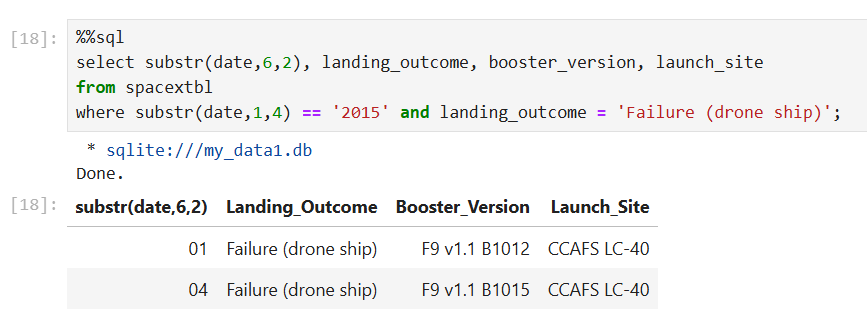 [18]: %%sql
select substr(date,6,2), landing_outcome, booster_version, launch_site
from spacextbl
where substr(date,1,4) == '2015' and landing_outcome = 'Failure (drone ship)';
* sqlite:///my_data1.db
Done.
[18]: substr(date,6,2) Landing_Outcome Booster_Version Launch_Site
01 Failure (drone ship) F9 v1.1 B1012 CCAFS LC-40
04 Failure (drone ship) F9 v1.1 B1015 CCAFS LC-40